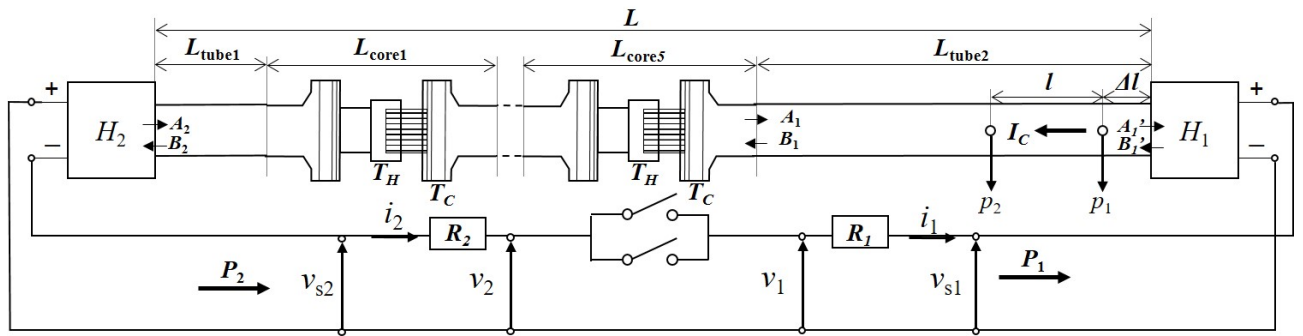 L
L_tube1 L_core1 L_core5 L_tube2
l Δl
+ +
H_2 A_2 A_1 I_C A_1' H_1
− B_2 B_1 B_1' −
T_H T_C T_H T_C p_2 p_1
i_2 R_2 R_1 i_1
P_2 v_s2 v_2 v_1 v_s1 P_1